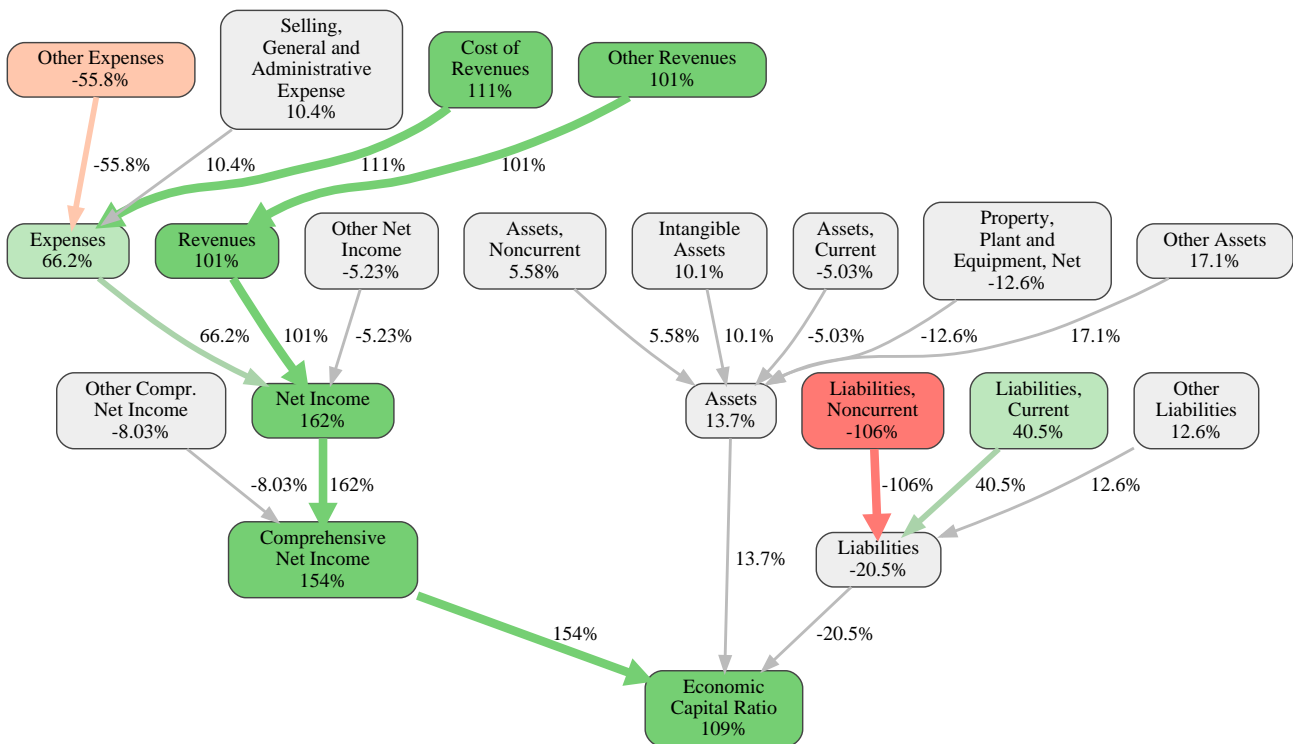 Other Expenses
-55.8%
Selling,
General and
Administrative
Expense
10.4%
Cost of
Revenues
111%
Other Revenues
101%
-55.8%
10.4%
111%
101%
Expenses
66.2%
Revenues
101%
Other Net
Income
-5.23%
Assets,
Noncurrent
5.58%
Intangible
Assets
10.1%
Assets,
Current
-5.03%
Property,
Plant and
Equipment, Net
-12.6%
Other Assets
17.1%
66.2%
101%
-5.23%
5.58%
10.1%
-5.03%
-12.6%
17.1%
Other Compr.
Net Income
-8.03%
Net Income
162%
Assets
13.7%
Liabilities,
Noncurrent
-106%
Liabilities,
Current
40.5%
Other
Liabilities
12.6%
-8.03%
162%
-106%
40.5%
12.6%
Comprehensive
Net Income
154%
13.7%
Liabilities
-20.5%
154%
-20.5%
Economic
Capital Ratio
109%